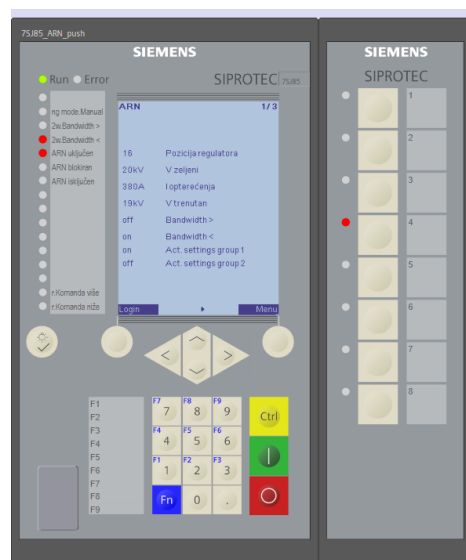 7SJ85_ARN_push
SIEMENS
Run Error
SIPROTEC 7SJ85
ng mode.Manual
2w.Bandwidth >
2w.Bandwidth <
ARN uključen
ARN blokiran
ARN isključen
r.Komanda više
r.Komanda niže
ARN 1/3
16 Pozicija regulatora
20kV V zeljeni
380A I opterećenja
19kV V trenutan
off Bandwidth >
on Bandwidth <
on Act. settings group 1
off Act. settings group 2
Login Menu
F1
F2
F3
F4
F5
F6
F7
F8
F9
F7 7 F8 8 F9 9 Ctrl
F4 4 F5 5 F6 6
F1 1 F2 2 F3 3
Fn 0 .
SIEMENS
SIPROTEC
1
2
3
4
5
6
7
8